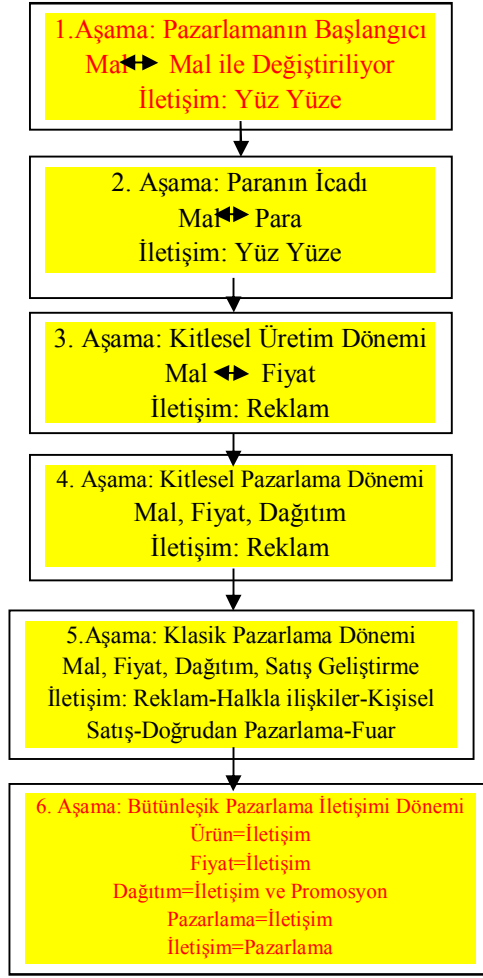 1.Aşama: Pazarlamanın Başlangıcı
Mal Mal ile Değiştiriliyor
İletişim: Yüz Yüze
2. Aşama: Paranın İcadı
Mal Para
İletişim: Yüz Yüze
3. Aşama: Kitlesel Üretim Dönemi
Mal Fiyat
İletişim: Reklam
4. Aşama: Kitlesel Pazarlama Dönemi
Mal, Fiyat, Dağıtım
İletişim: Reklam
5.Aşama: Klasik Pazarlama Dönemi
Mal, Fiyat, Dağıtım, Satış Geliştirme
İletişim: Reklam-Halkla ilişkiler-Kişisel
Satış-Doğrudan Pazarlama-Fuar
6. Aşama: Bütünleşik Pazarlama İletişimi Dönemi
Ürün=İletişim
Fiyat=İletişim
Dağıtım=İletişim ve Promosyon
Pazarlama=İletişim
İletişim=Pazarlama